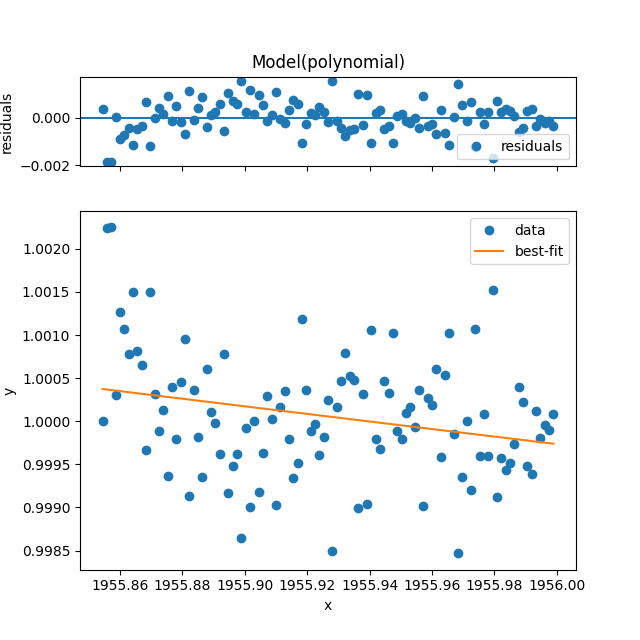 Model(polynomial)
residuals
0.000
−0.002
residuals
data
best-fit
y
1.0020
1.0015
1.0010
1.0005
1.0000
0.9995
0.9990
0.9985
1955.86 1955.88 1955.90 1955.92 1955.94 1955.96 1955.98 1956.00
x